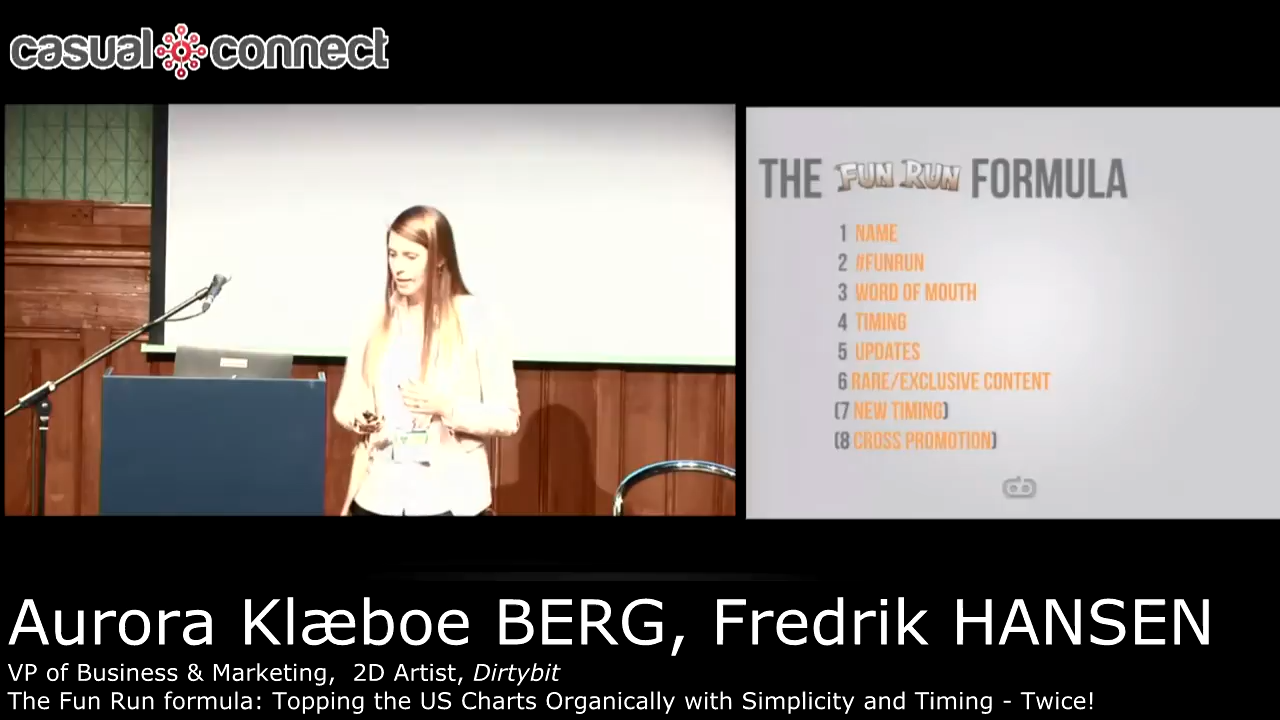 casual connect
THE FUN RUN FORMULA
1 NAME
2 #FUNRUN
3 WORD OF MOUTH
4 TIMING
5 UPDATES
6 RARE/EXCLUSIVE CONTENT
(7 NEW TIMING)
(8 CROSS PROMOTION)
Aurora Klæboe BERG, Fredrik HANSEN
VP of Business & Marketing, 2D Artist, Dirtybit
The Fun Run formula: Topping the US Charts Organically with Simplicity and Timing - Twice!